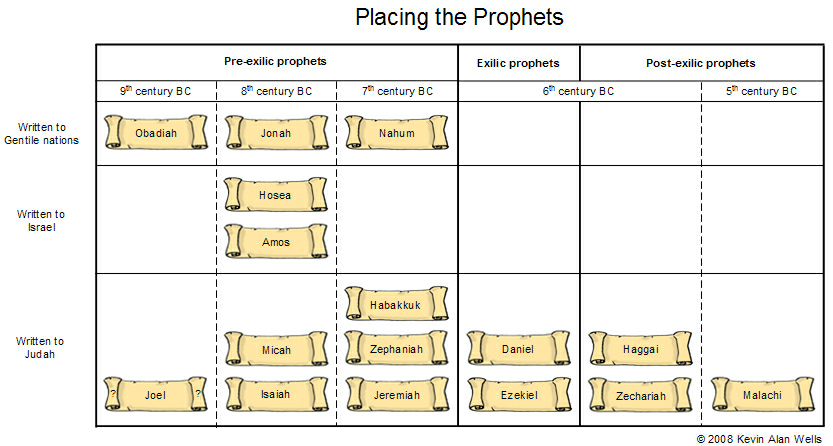 Placing the Prophets
Pre-exilic prophets Exilic prophets Post-exilic prophets
9th century BC 8th century BC 7th century BC 6th century BC 5th century BC
Written to
Gentile nations
Obadiah Jonah Nahum
Written to
Israel
Hosea
Amos
Written to
Judah
Habakkuk
Micah Zephaniah Daniel Haggai
? Joel ? Isaiah Jeremiah Ezekiel Zechariah Malachi
© 2008 Kevin Alan Wells